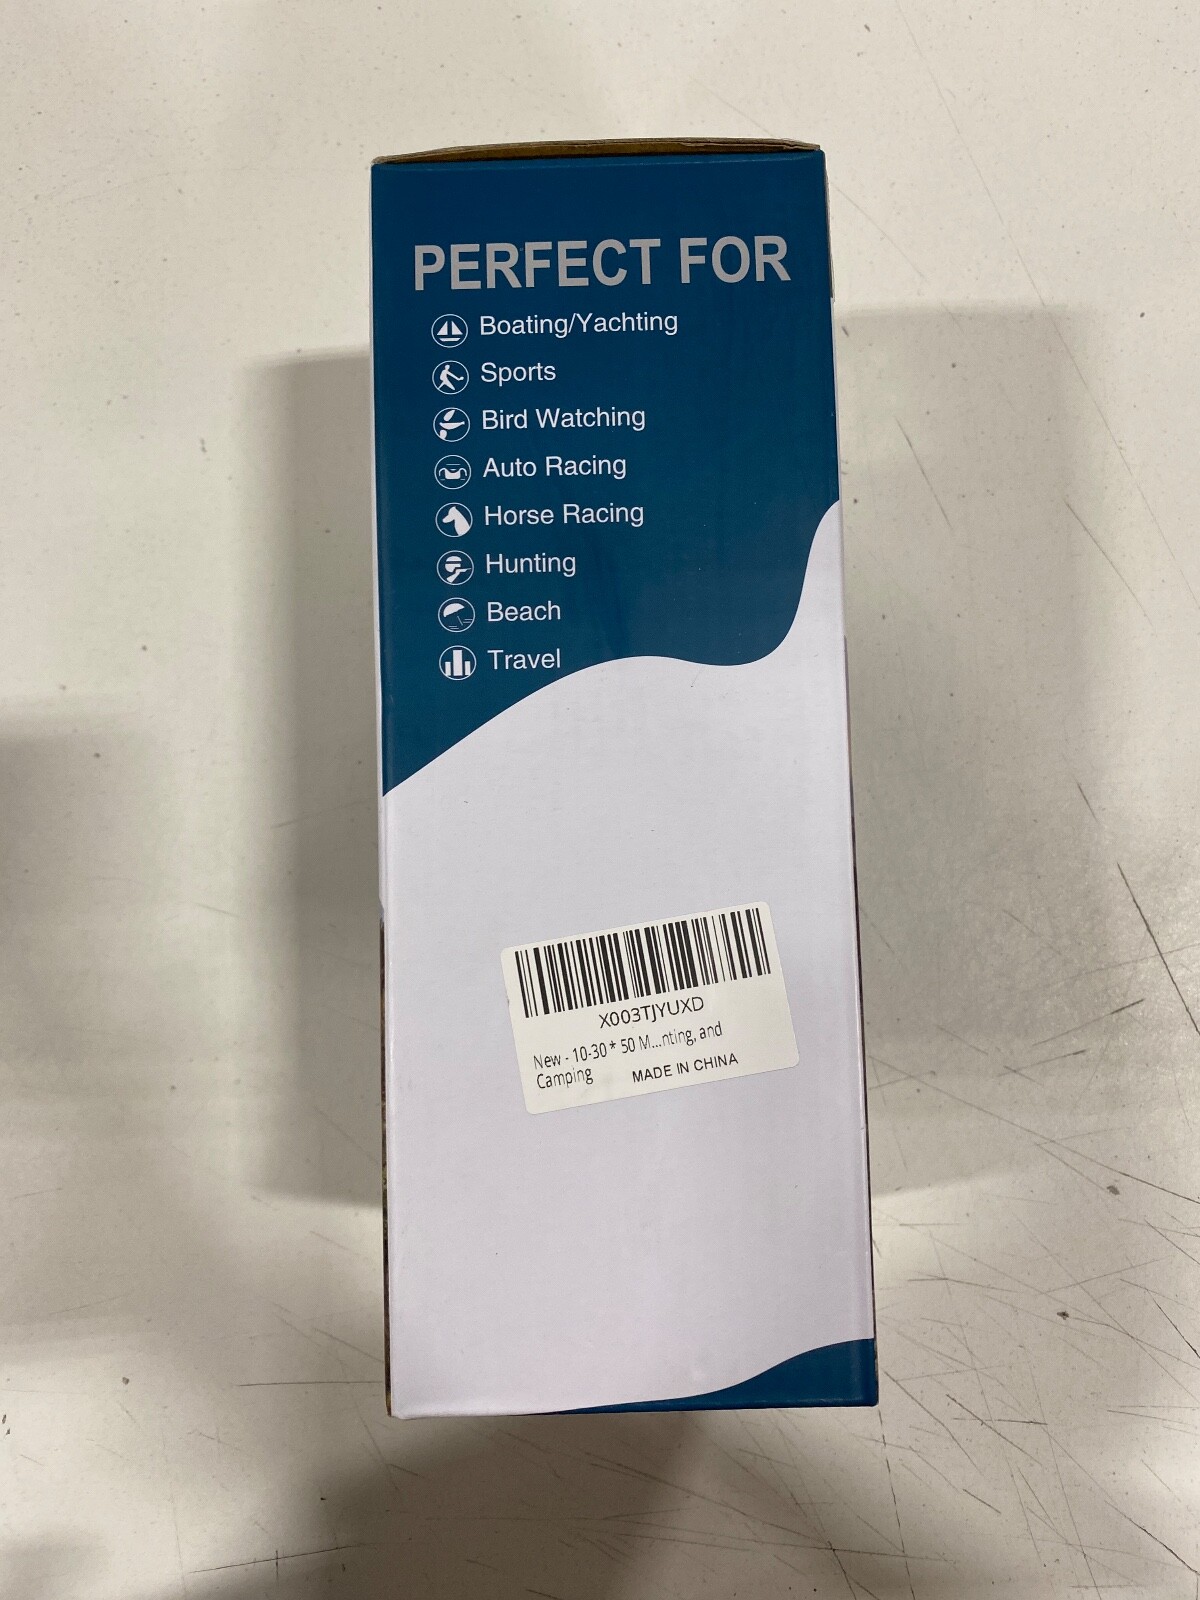 PERFECT FOR
Boating/Yachting
Sports
Bird Watching
Auto Racing
Horse Racing
Hunting
Beach
Travel
X003TJYUXD
New - 10-30 * 50 M...nting, and
Camping MADE IN CHINA